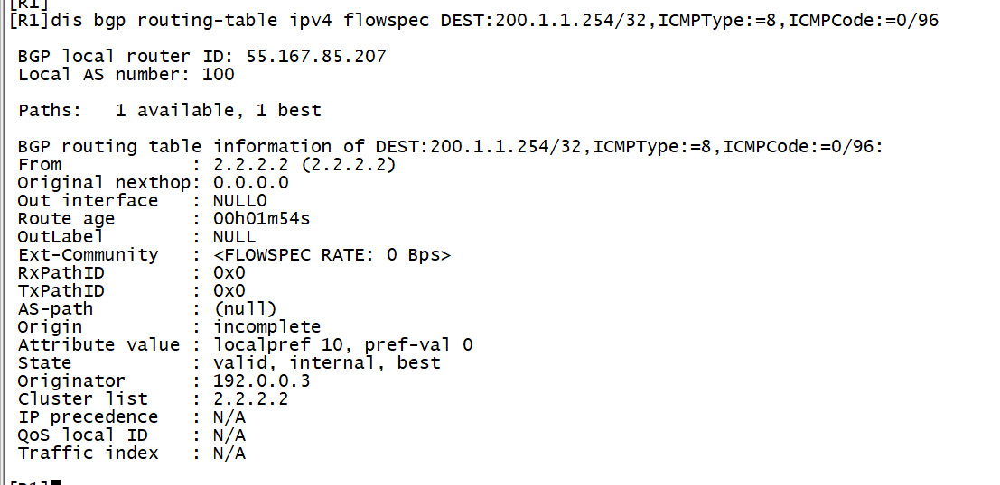 [R1]
[R1]dis bgp routing-table ipv4 flowspec DEST:200.1.1.254/32,ICMPType:=8,ICMPCode:=0/96
BGP local router ID: 55.167.85.207
Local AS number: 100
Paths:   1 available, 1 best
BGP routing table information of DEST:200.1.1.254/32,ICMPType:=8,ICMPCode:=0/96:
From            : 2.2.2.2 (2.2.2.2)
Original nexthop: 0.0.0.0
Out interface   : NULL0
Route age       : 00h01m54s
OutLabel        : NULL
Ext-Community   : <FLOWSPEC RATE: 0 Bps>
RxPathID        : 0x0
TxPathID        : 0x0
AS-path         : (null)
Origin          : incomplete
Attribute value : localpref 10, pref-val 0
State           : valid, internal, best
Originator      : 192.0.0.3
Cluster list    : 2.2.2.2
IP precedence   : N/A
QoS local ID    : N/A
Traffic index   : N/A
[R1]